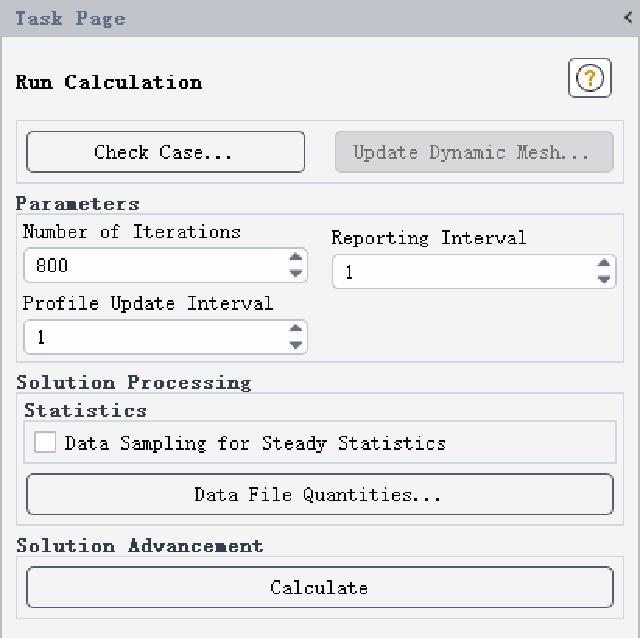 Task Page
Run Calculation
?
Check Case...
Update Dynamic Mesh...
Parameters
Number of Iterations
Reporting Interval
800
1
Profile Update Interval
1
Solution Processing
Statistics
Data Sampling for Steady Statistics
Data File Quantities...
Solution Advancement
Calculate